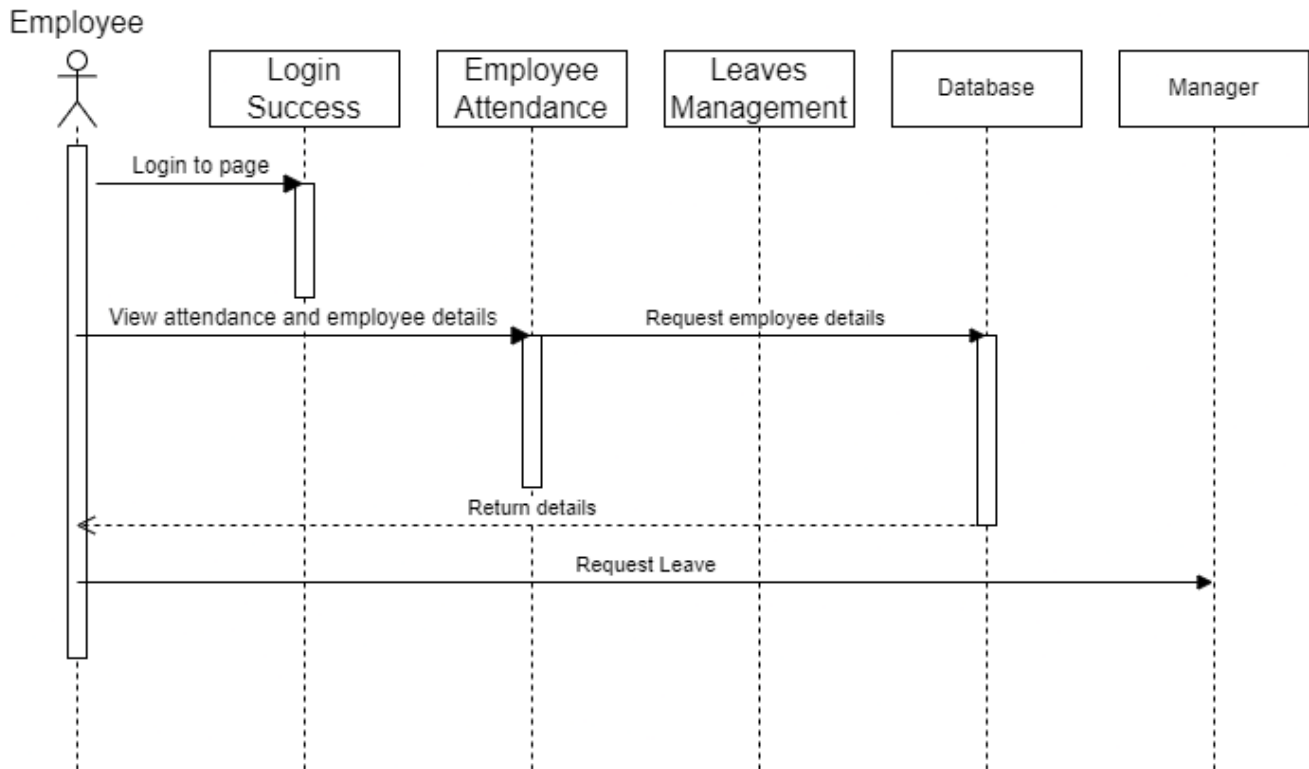 Employee
Login
Success
Employee
Attendance
Leaves
Management
Database
Manager
Login to page
View attendance and employee details
Request employee details
Return details
Request Leave